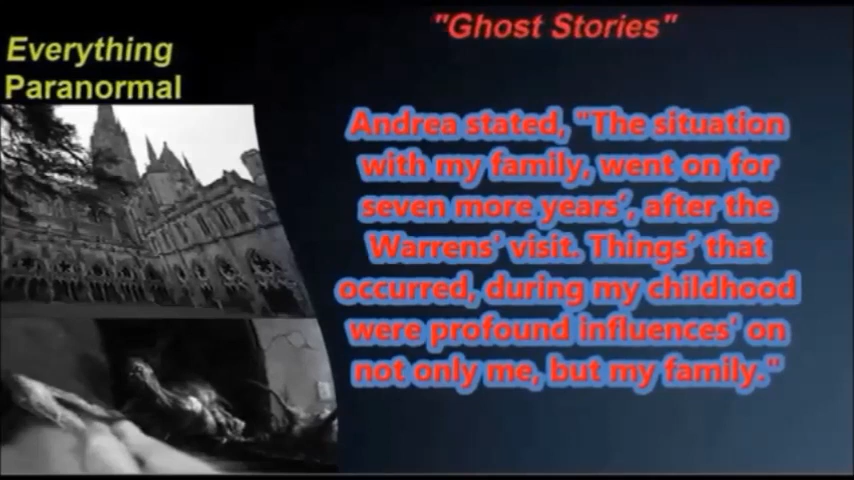 "Ghost Stories"
Everything
Paranormal
Andrea stated, "The situation
with my family, went on for
seven more years', after the
Warrens' visit. Things' that
occurred, during my childhood
were profound influences' on
not only me, but my family."